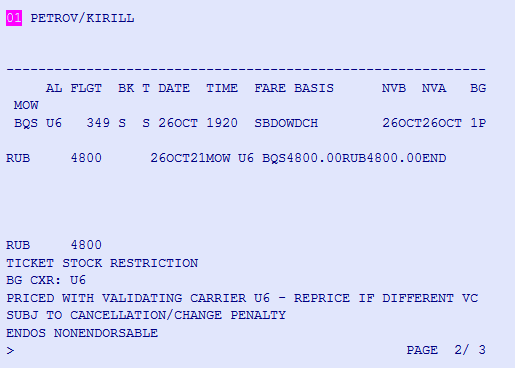 01 PETROV/KIRILL
------------------------------------------------------------
AL FLGT BK T DATE TIME FARE BASIS NVB NVA BG
MOW
BQS U6 349 S S 26OCT 1920 SBDOWDCH 26OCT26OCT 1P
RUB 4800 26OCT21MOW U6 BQS4800.00RUB4800.00END
RUB 4800
TICKET STOCK RESTRICTION
BG CXR: U6
PRICED WITH VALIDATING CARRIER U6 - REPRICE IF DIFFERENT VC
SUBJ TO CANCELLATION/CHANGE PENALTY
ENDOS NONENDORSABLE
> PAGE 2/ 3